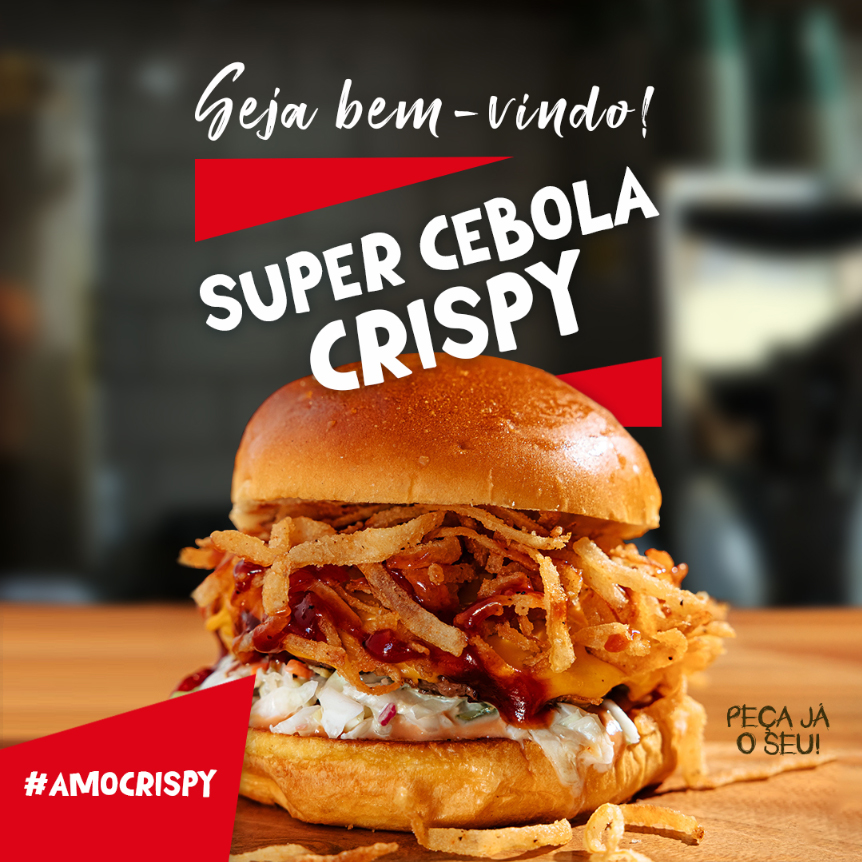 Seja bem-vindo!
SUPER CEBOLA
CRISPY
PEÇA JÁ
O SEU!
#AMOCRISPY